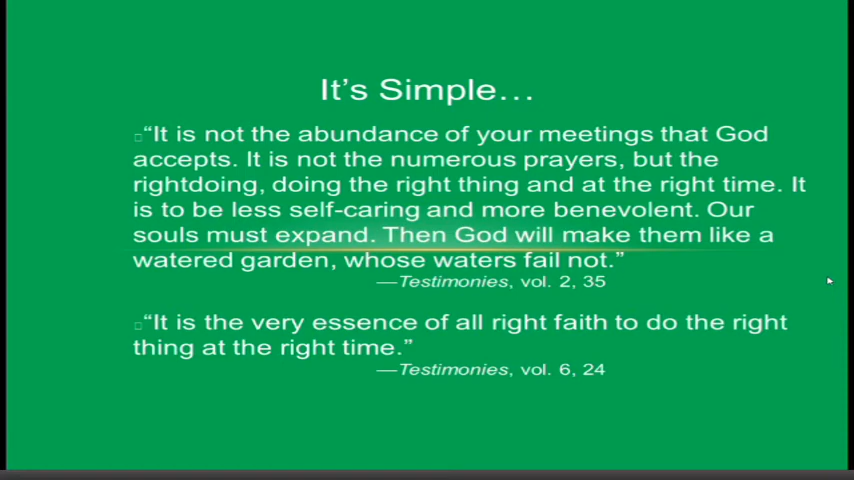 It’s Simple…
“It is not the abundance of your meetings that God
accepts. It is not the numerous prayers, but the
rightdoing, doing the right thing and at the right time. It
is to be less self-caring and more benevolent. Our
souls must expand. Then God will make them like a
watered garden, whose waters fail not.”
—Testimonies, vol. 2, 35
“It is the very essence of all right faith to do the right
thing at the right time.”
—Testimonies, vol. 6, 24